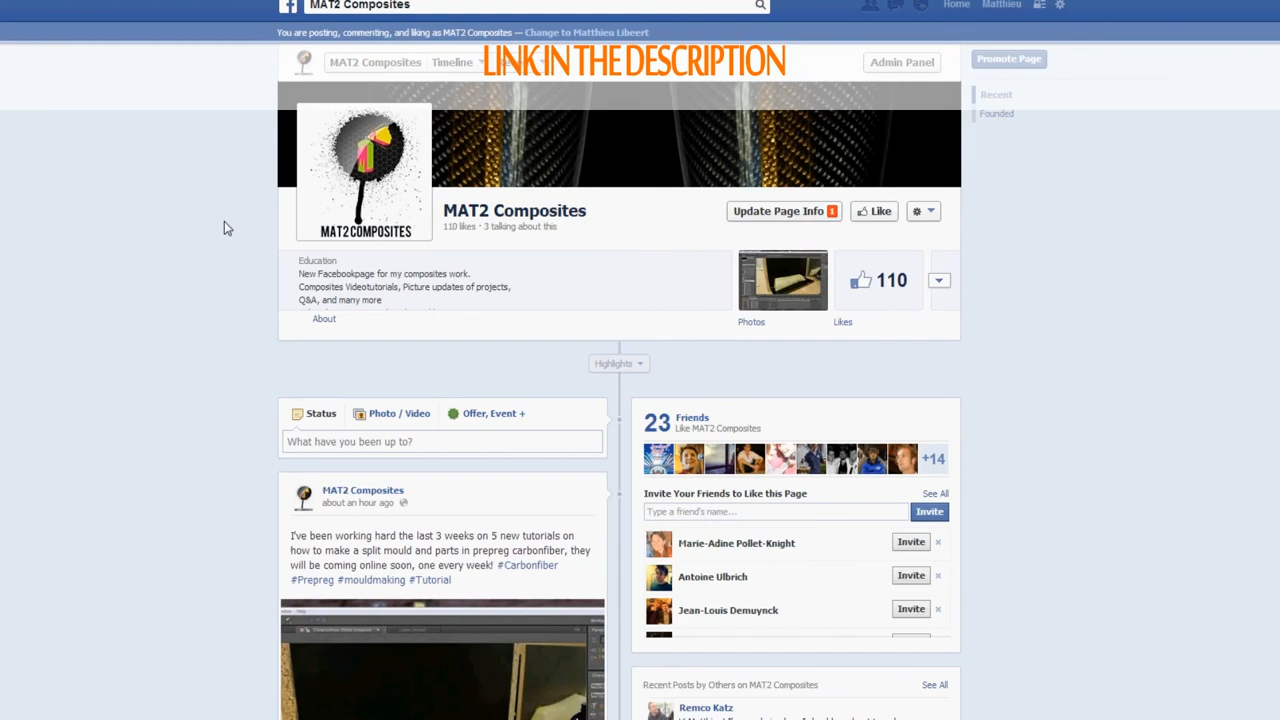 MAT2 Composites
Home
Matthieu
You are posting, commenting, and liking as MAT2 Composites — Change to Matthieu Libeert
LINK IN THE DESCRIPTION
MAT2 Composites
Timeline
Admin Panel
Promote Page
Recent
Founded
MAT2 COMPOSITES
MAT2 Composites
110 likes · 3 talking about this
Update Page Info 1
Like
Education
New Facebookpage for my composites work.
Composites Videotutorials, Picture updates of projects,
Q&A, and many more
About
110
Photos
Likes
Highlights
Status
Photo / Video
Offer, Event +
What have you been up to?
MAT2 Composites
about an hour ago
I've been working hard the last 3 weeks on 5 new tutorials on
how to make a split mould and parts in prepreg carbonfiber, they
will be coming online soon, one every week! #Carbonfiber
#Prepreg #mouldmaking #Tutorial
23 Friends
Like MAT2 Composites
+14
Invite Your Friends to Like this Page
See All
Type a friend's name...
Invite
Marie-Adine Pollet-Knight
Invite
Antoine Ulbrich
Invite
Jean-Louis Demuynck
Invite
Recent Posts by Others on MAT2 Composites
See All
Remco Katz